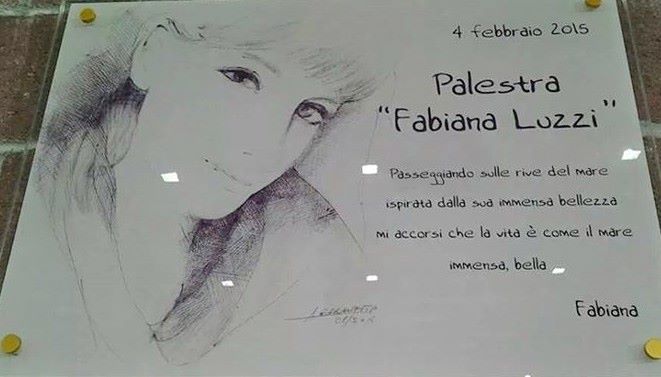 4 febbraio 2015
Palestra
"Fabiana Luzzi"
Passeggiando sulle rive del mare
ispirata dalla sua immensa bellezza
mi accorsi che la vita è come il mare
immensa, bella
Fabiana